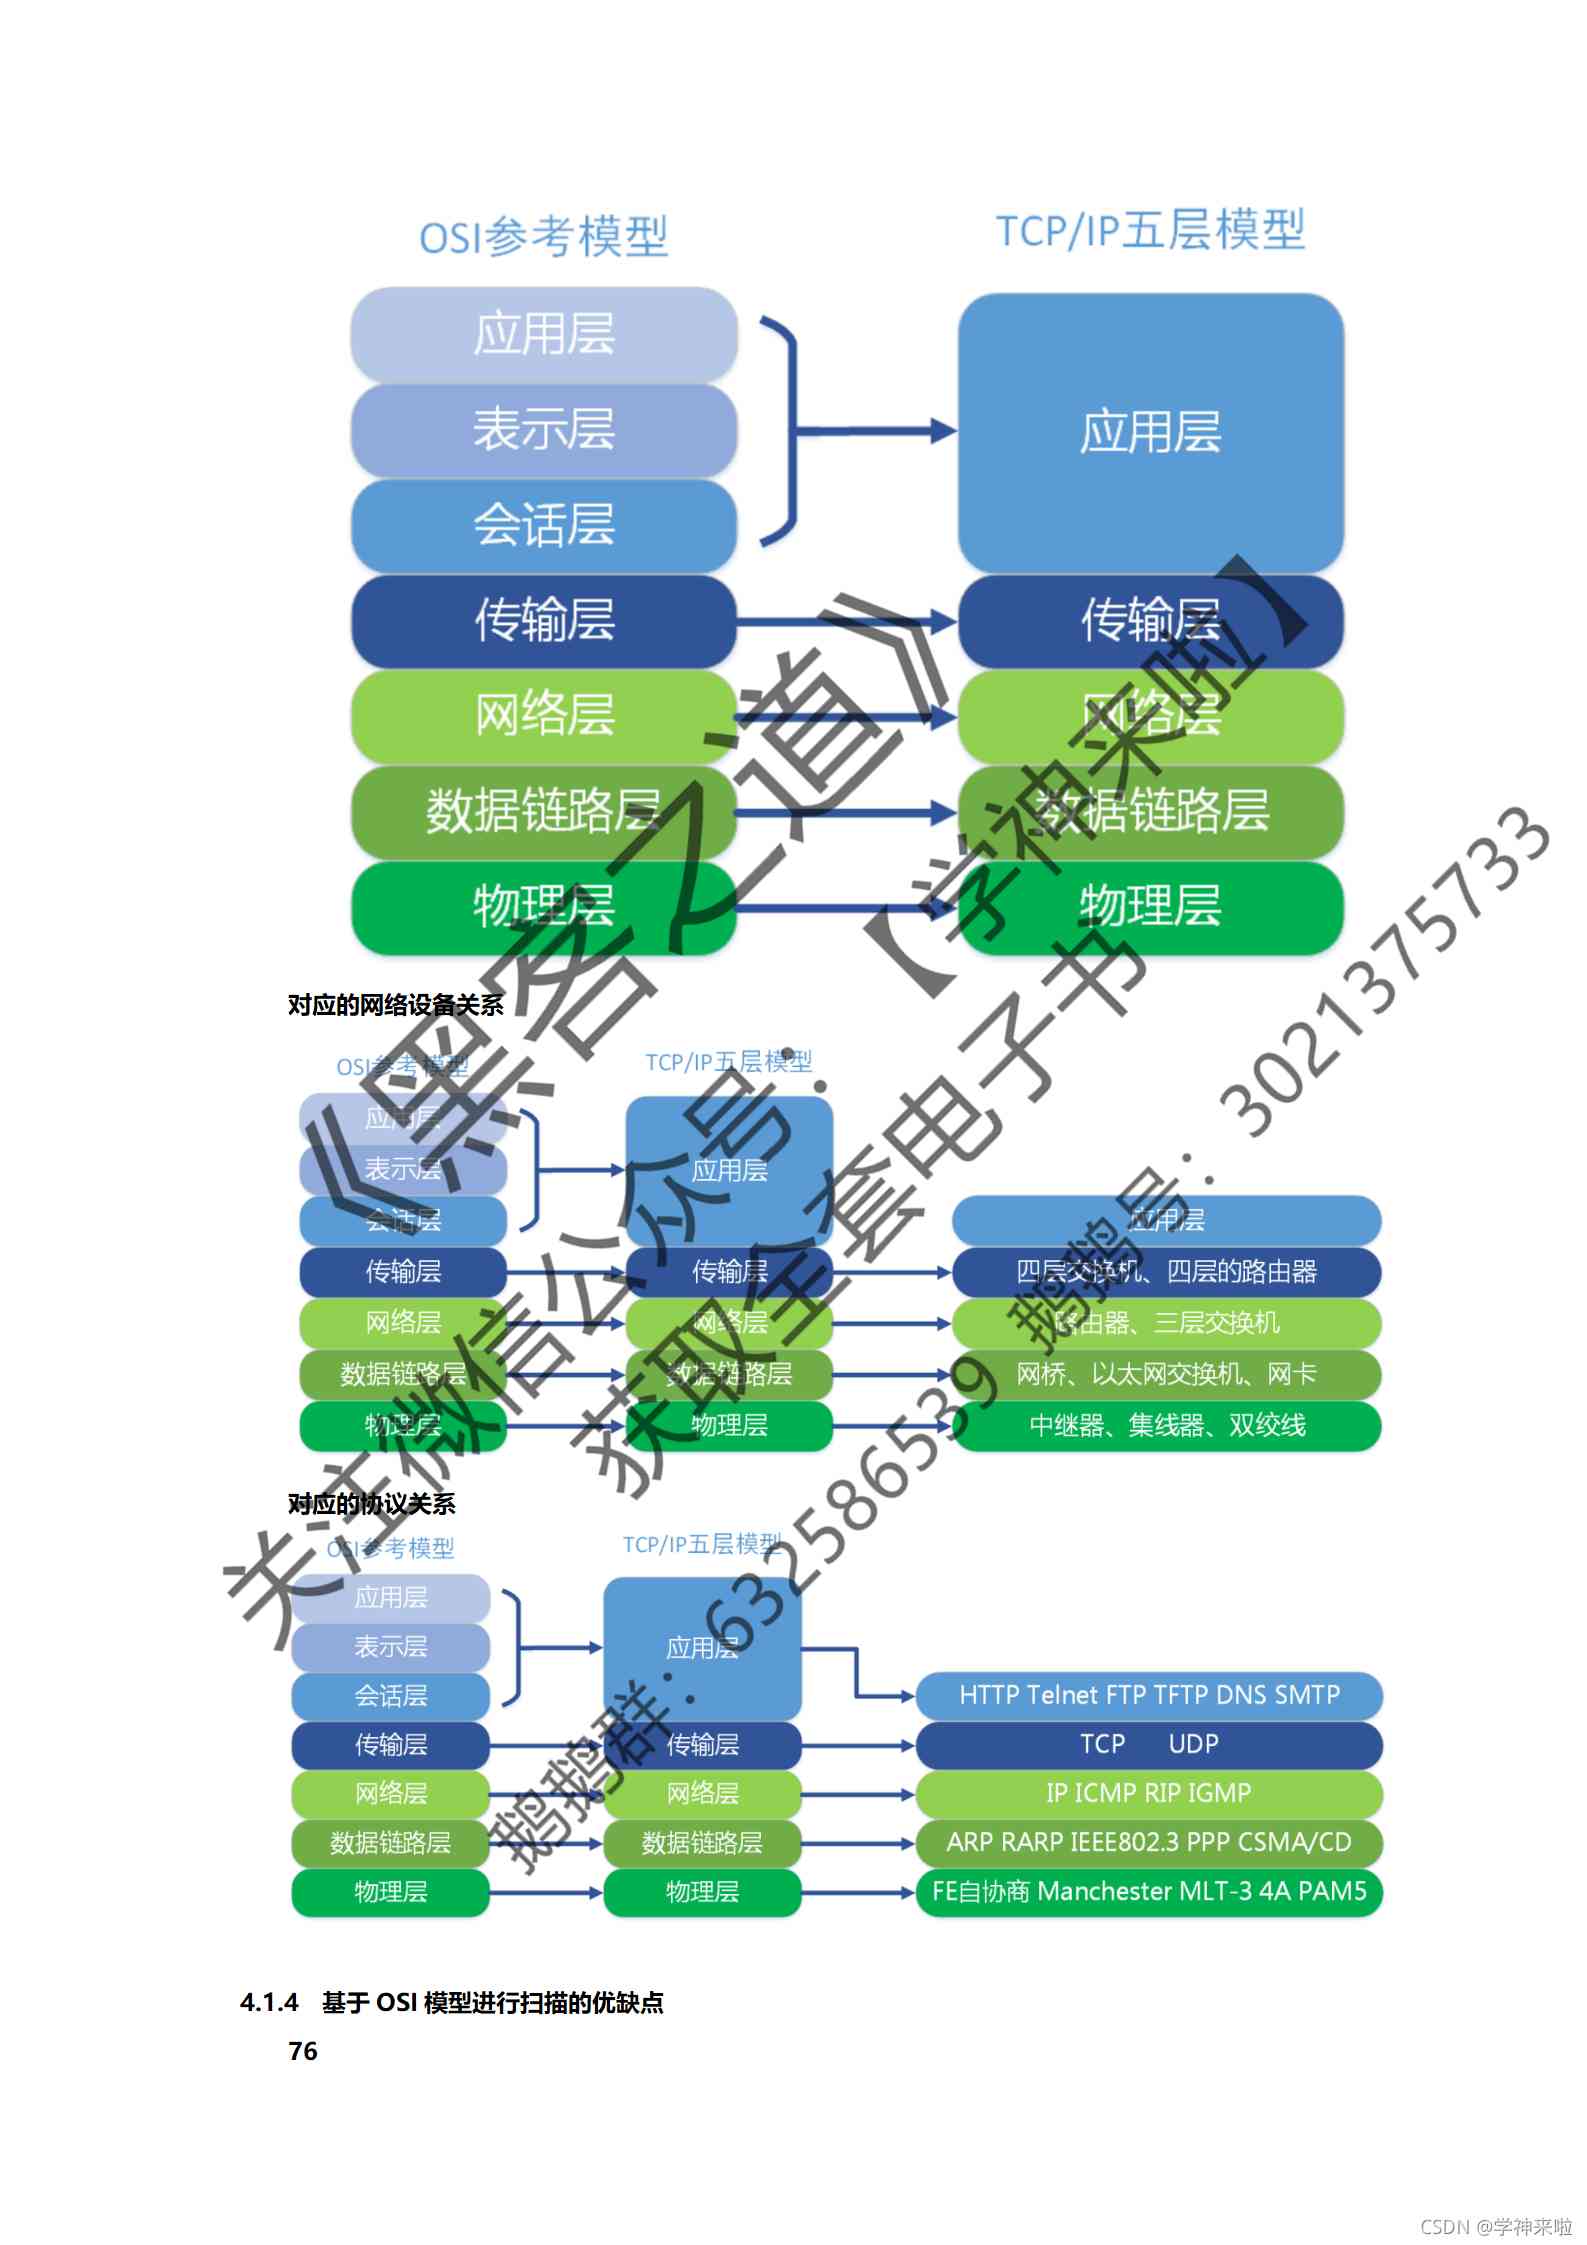 OSI参考模型 TCP/IP五层模型
应用层
表示层
会话层
应用层
传输层 传输层
网络层 网络层
数据链路层 数据链路层
物理层 物理层
对应的网络设备关系
OSI参考模型 TCP/IP五层模型
应用层
表示层 应用层
会话层 应用层
传输层 传输层 四层交换机、四层的路由器
网络层 网络层 路由器、三层交换机
数据链路层 数据链路层 网桥、以太网交换机、网卡
物理层 物理层 中继器、集线器、双绞线
对应的协议关系
OSI参考模型 TCP/IP五层模型
应用层
表示层 应用层
会话层 HTTP Telnet FTP TFTP DNS SMTP
传输层 传输层 TCP UDP
网络层 网络层 IP ICMP RIP IGMP
数据链路层 数据链路层 ARP RARP IEEE802.3 PPP CSMA/CD
物理层 物理层 FE自协商 Manchester MLT-3 4A PAM5
4.1.4 基于 OSI 模型进行扫描的优缺点
76
《黑客之道》
关注微信公众号：【学神来啦】
获取全套电子书
鹅鹅群：632586539 鹅鹅号：3021375733
CSDN @学神来啦